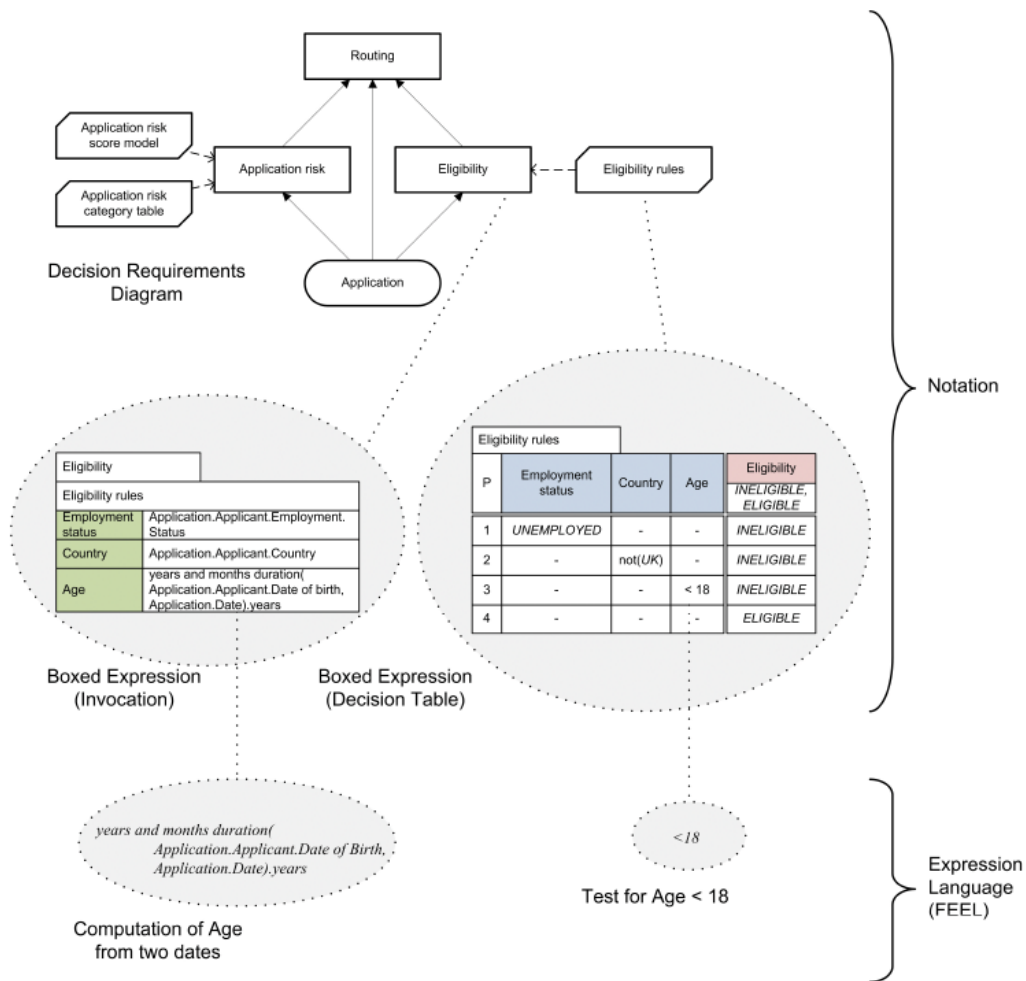 Routing
Application risk
score model
Application risk
Eligibility
Eligibility rules
Application risk
category table
Decision Requirements
Diagram
Application
Notation
Eligibility
Eligibility rules
Employment
status
Application.Applicant.Employment.
Status
Country
Application.Applicant.Country
Age
years and months duration(
Application.Applicant.Date of birth,
Application.Date).years
Boxed Expression
(Invocation)
Eligibility rules
P
Employment
status
Country
Age
Eligibility
INELIGIBLE,
ELIGIBLE
1 UNEMPLOYED - - INELIGIBLE
2 - not(UK) - INELIGIBLE
3 - - < 18 INELIGIBLE
4 - - - ELIGIBLE
Boxed Expression
(Decision Table)
years and months duration(
Application.Applicant.Date of Birth,
Application.Date).years
Computation of Age
from two dates
<18
Test for Age < 18
Expression
Language
(FEEL)